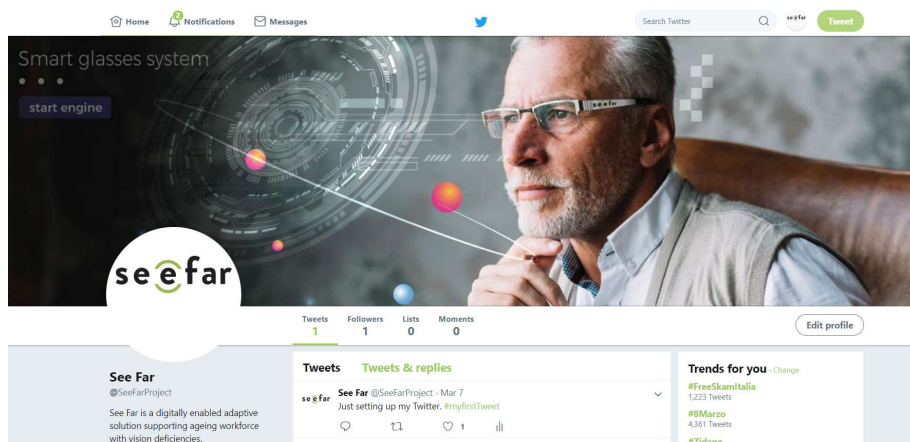 Home
2
Notifications
Messages
Search Twitter
seefar
Tweet
Smart glasses system
start engine
seefar
seefar
Tweets Followers Lists Moments
1 1 0 0
Edit profile
See Far
@SeeFarProject
See Far is a digitally enabled adaptive
solution supporting ageing workforce
with vision deficiencies.
Tweets Tweets & replies
seefar
See Far @SeeFarProject - Mar 7
Just setting up my Twitter. #myfirstTweet
1
Trends for you - Change
#FreeSkamItalia
1,223 Tweets
#8Marzo
4,361 Tweets
#Zidane